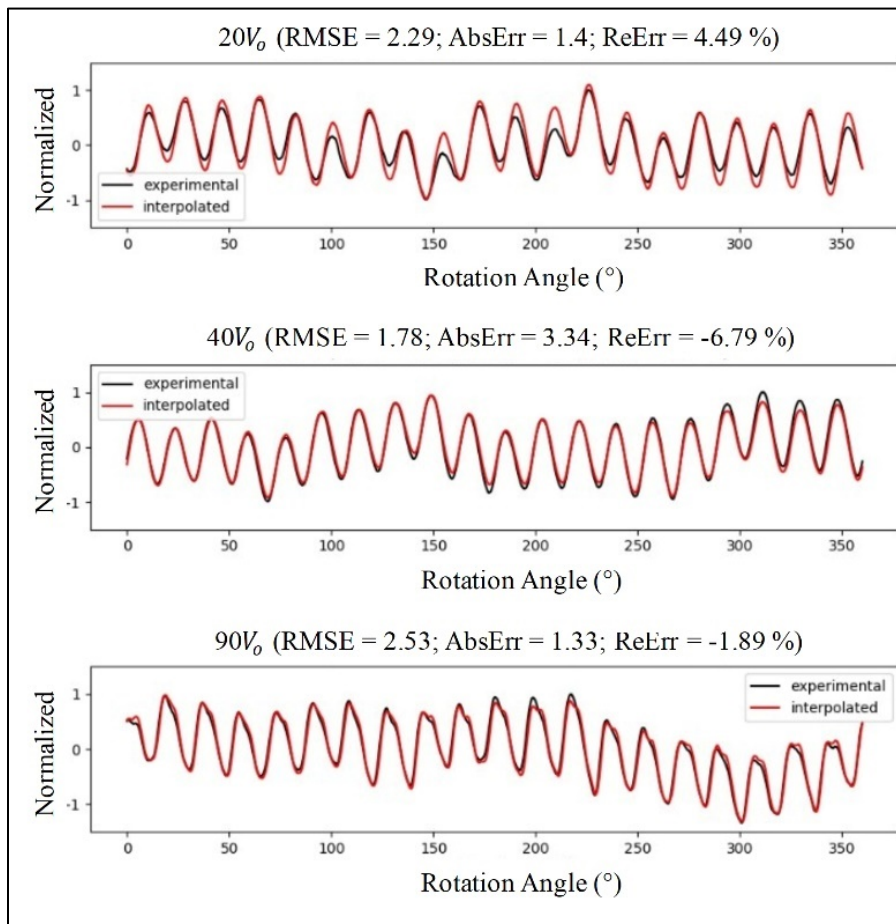 20Vₒ (RMSE = 2.29; AbsErr = 1.4; ReErr = 4.49 %)
Normalized
1
0
-1
experimental
interpolated
0 50 100 150 200 250 300 350
Rotation Angle (°)
40Vₒ (RMSE = 1.78; AbsErr = 3.34; ReErr = -6.79 %)
Normalized
1
0
-1
experimental
interpolated
0 50 100 150 200 250 300 350
Rotation Angle (°)
90Vₒ (RMSE = 2.53; AbsErr = 1.33; ReErr = -1.89 %)
Normalized
1
0
-1
experimental
interpolated
0 50 100 150 200 250 300 350
Rotation Angle (°)